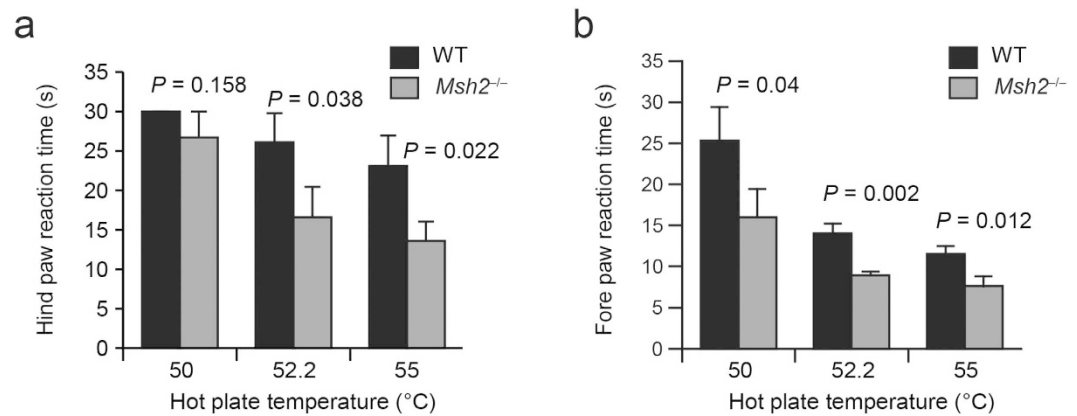 a
WT
Msh2⁻/⁻
Hind paw reaction time (s)
35
30
25
20
15
10
5
0
P = 0.158
P = 0.038
P = 0.022
50
52.2
55
Hot plate temperature (°C)
b
WT
Msh2⁻/⁻
Fore paw reaction time (s)
35
30
25
20
15
10
5
0
P = 0.04
P = 0.002
P = 0.012
50
52.2
55
Hot plate temperature (°C)